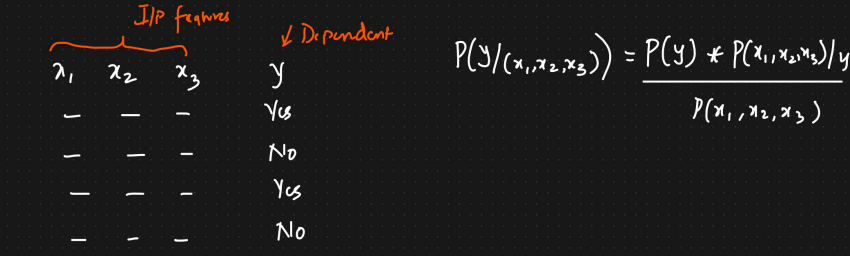 I/P features
↓ Dependent
x₁ x₂ x₃ y
P(y/(x₁,x₂,x₃)) = P(y) * P(x₁,x₂,x₃)/y
P(x₁,x₂,x₃)
– – – Yes
– – – No
– – – Yes
– – – No